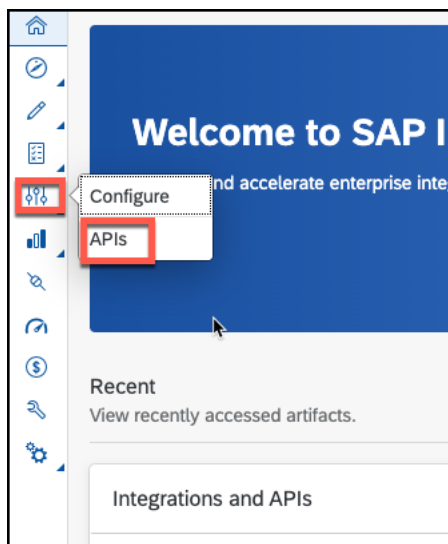 Welcome to SAP I
Configure
nd accelerate enterprise inte
APIs
Recent
View recently accessed artifacts.
Integrations and APIs